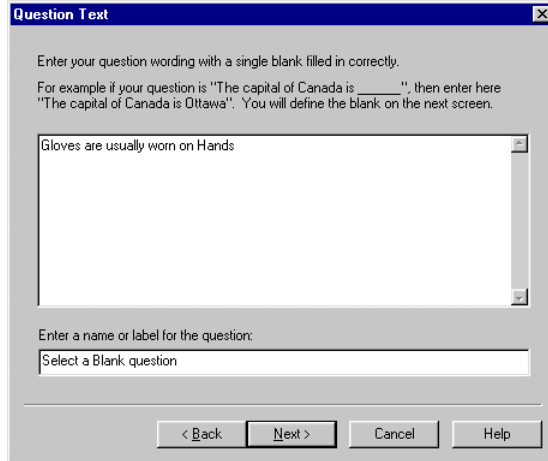 Question Text
Enter your question wording with a single blank filled in correctly.
For example if your question is "The capital of Canada is ______", then enter here
"The capital of Canada is Ottawa".  You will define the blank on the next screen.
Gloves are usually worn on Hands
Enter a name or label for the question:
Select a Blank question
< Back
Next >
Cancel
Help